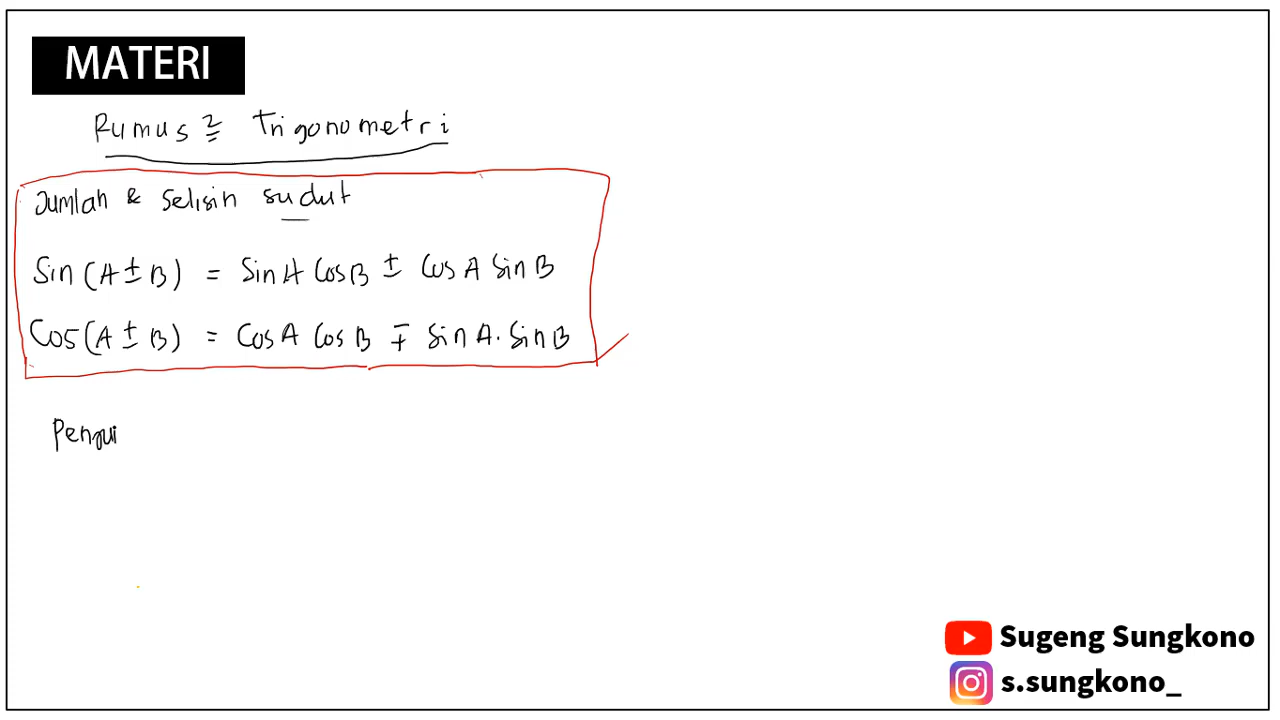 MATERI
Rumus2 Trigonometri
Jumlah & Selisih sudut
Sin (A ± B) = Sin A Cos B ± Cos A Sin B
Cos (A ± B) = Cos A Cos B ∓ Sin A . Sin B
Sugeng Sungkono
s.sungkono_